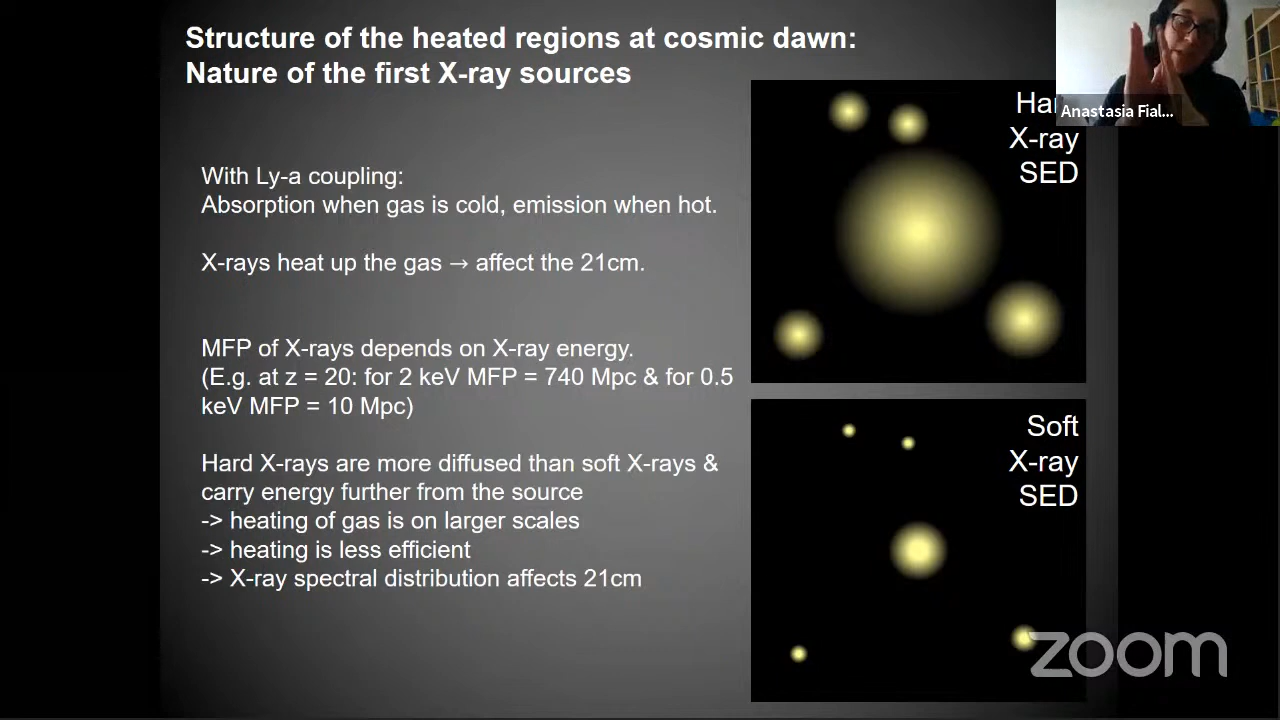 Structure of the heated regions at cosmic dawn:
Nature of the first X-ray sources
With Ly-a coupling:
Absorption when gas is cold, emission when hot.
X-rays heat up the gas → affect the 21cm.
MFP of X-rays depends on X-ray energy.
(E.g. at z = 20: for 2 keV MFP = 740 Mpc & for 0.5
keV MFP = 10 Mpc)
Hard X-rays are more diffused than soft X-rays &
carry energy further from the source
-> heating of gas is on larger scales
-> heating is less efficient
-> X-ray spectral distribution affects 21cm
X-ray
SED
Soft
X-ray
SED
Anastasia Fial...
zoom